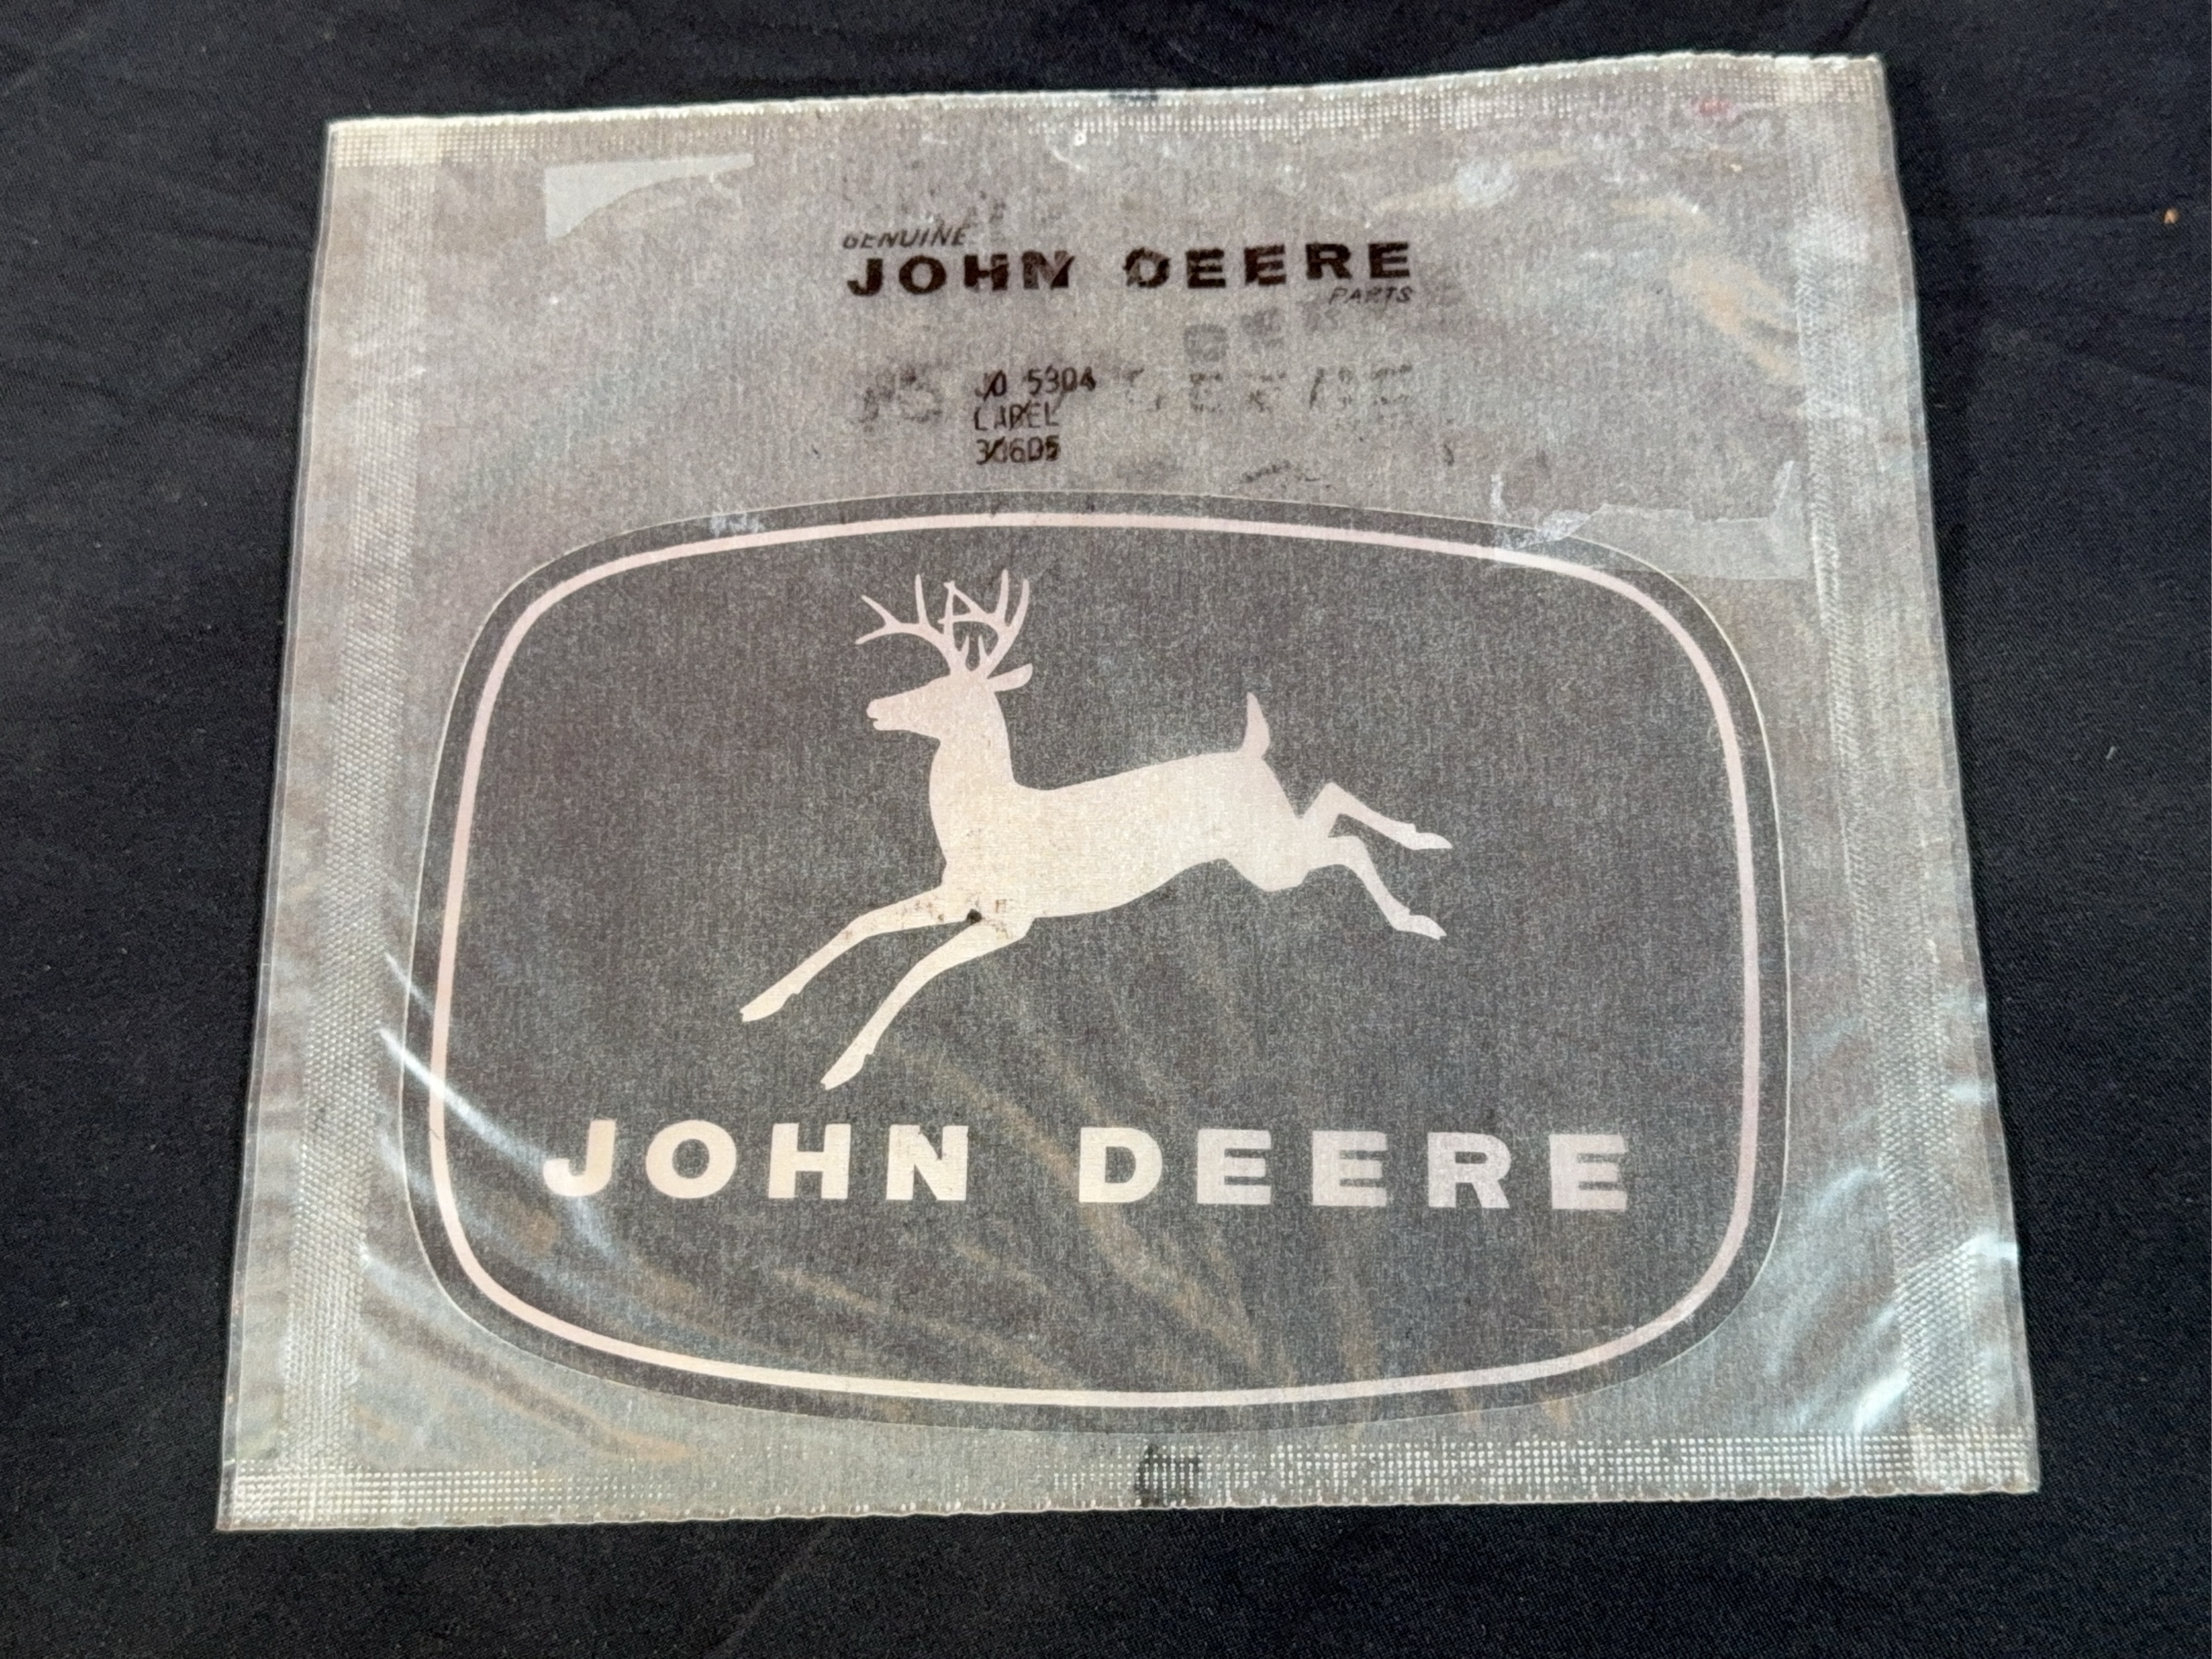 GENUINE
JOHN DEERE
PARTS
JD 5304
LABEL
30605
JOHN DEERE